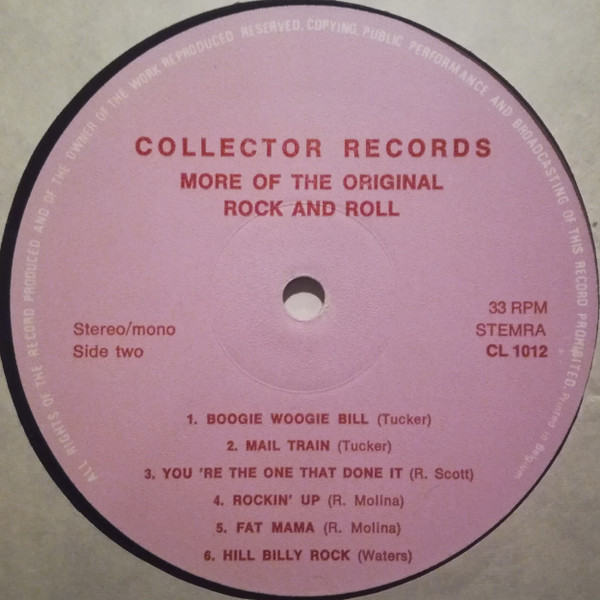 ALL RIGHTS OF THE RECORD PRODUCED AND OF THE OWNER OF THE WORK REPRODUCED RESERVED, COPYING, PUBLIC PERFORMANCE AND BROADCASTING OF THIS RECORD PROHIBITED. Printed in Belgium.
COLLECTOR RECORDS
MORE OF THE ORIGINAL
ROCK AND ROLL
Stereo/mono
Side two
33 RPM
STEMRA
CL 1012
1. BOOGIE WOOGIE BILL (Tucker)
2. MAIL TRAIN (Tucker)
3. YOU 'RE THE ONE THAT DONE IT (R. Scott)
4. ROCKIN' UP (R. Molina)
5. FAT MAMA (R. Molina)
6. HILL BILLY ROCK (Waters)